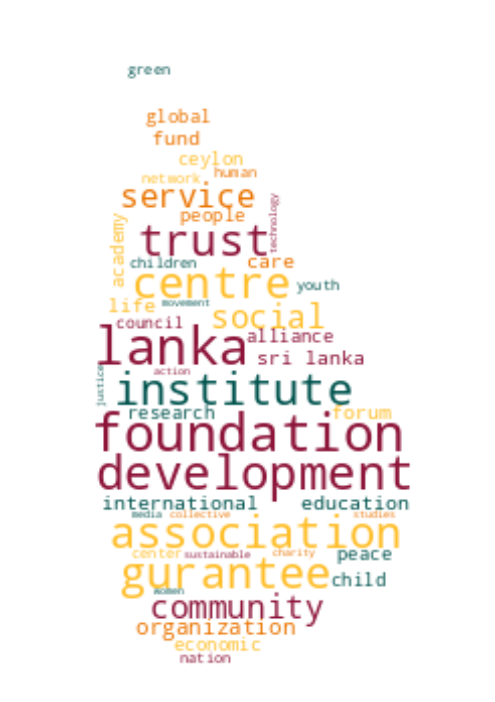 green
global
fund
ceylon
network human
service
people
technology
academy
trust
children care
centre youth
life movement
social
council
lanka alliance
sri lanka
action
justice
institute
research forum
foundation
development
international education
media collective studies
association
center sustainable charity peace
gurantee child
women
community
organization
economic
nation